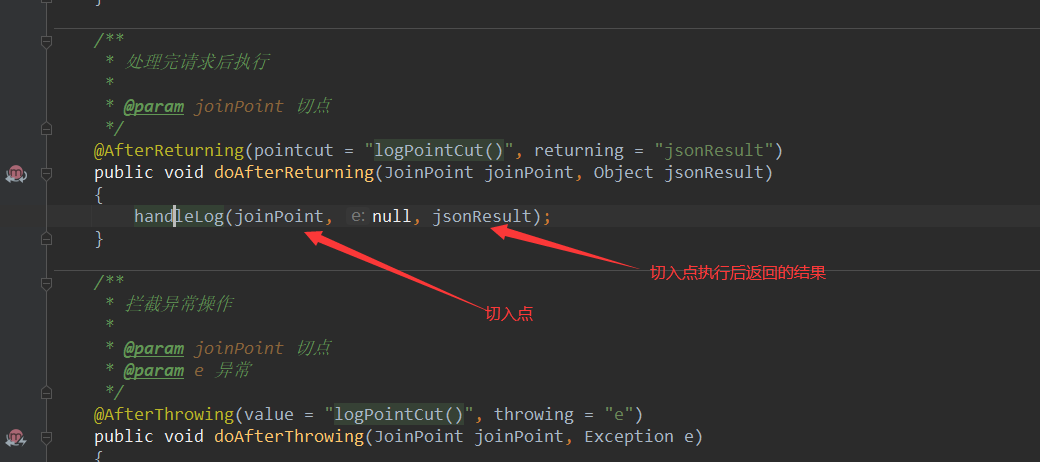 }
/**
* 处理完请求后执行
*
* @param joinPoint 切点
*/
@AfterReturning(pointcut = "logPointCut()", returning = "jsonResult")
public void doAfterReturning(JoinPoint joinPoint, Object jsonResult)
{
handleLog(joinPoint, e: null, jsonResult);
}
切入点执行后返回的结果
切入点
/**
* 拦截异常操作
*
* @param joinPoint 切点
* @param e 异常
*/
@AfterThrowing(value = "logPointCut()", throwing = "e")
public void doAfterThrowing(JoinPoint joinPoint, Exception e)
{